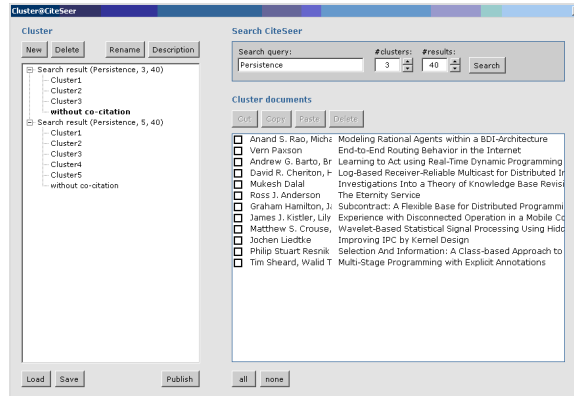 Cluster@CiteSeer
Cluster
New Delete Rename Description
Search result (Persistence, 3, 40)
Cluster1
Cluster2
Cluster3
without co-citation
Search result (Persistence, 5, 40)
Cluster1
Cluster2
Cluster3
Cluster4
Cluster5
without co-citation
Load Save Publish
Search CiteSeer
Search query: #clusters: #results:
Persistence 3 40 Search
Cluster documents
Cut Copy Paste Delete
Anand S. Rao, Micha Modeling Rational Agents within a BDI-Architecture
Vern Paxson End-to-End Routing Behavior in the Internet
Andrew G. Barto, Br Learning to Act using Real-Time Dynamic Programming
David R. Cheriton, H Log-Based Receiver-Reliable Multicast for Distributed Ir
Mukesh Dalal Investigations Into a Theory of Knowledge Base Revisi
Ross J. Anderson The Eternity Service
Graham Hamilton, Ja Subcontract: A Flexible Base for Distributed Programmi
James J. Kistler, Lily Experience with Disconnected Operation in a Mobile Co
Matthew S. Crouse, Wavelet-Based Statistical Signal Processing Using Hidd
Jochen Liedtke Improving IPC by Kernel Design
Philip Stuart Resnik Selection And Information: A Class-based Approach to
Tim Sheard, Walid T Multi-Stage Programming with Explicit Annotations
all none